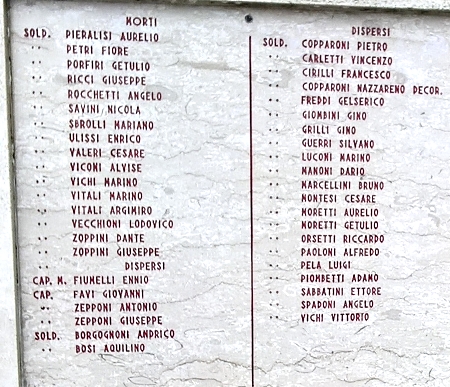 MORTI
SOLD. PIERALISI AURELIO
" PETRI FIORE
" PORFIRI GETULIO
" RICCI GIUSEPPE
" ROCCHETTI ANGELO
" SAVINI NICOLA
" SBROLLI MARIANO
" ULISSI ENRICO
" VALERI CESARE
" VICONI ALVISE
" VICHI MARINO
" VITALI MARINO
" VITALI ARGIMIRO
" VECCHIONI LODOVICO
" ZOPPINI DANTE
" ZOPPINI GIUSEPPE
DISPERSI
CAP. M. FIUMELLI ENNIO
CAP. FAVI GIOVANNI
" ZEPPONI ANTONIO
" ZEPPONI GIUSEPPE
SOLD. BORGOGNONI ANDRICO
" BOSI AQUILINO
DISPERSI
SOLD. COPPARONI PIETRO
" CARLETTI VINCENZO
" CIRILLI FRANCESCO
" COPPARONI NAZZARENO DECOR.
" FREDDI GELSERICO
" GIOMBINI GINO
" GRILLI GINO
" GUERRI SILVANO
" LUCONI MARINO
" MANONI DARIO
" MARCELLINI BRUNO
" MONTESI CESARE
" MORETTI AURELIO
" MORETTI GETULIO
" ORSETTI RICCARDO
" PAOLONI ALFREDO
" PELA LUIGI
" PIOMBETTI ADAMO
" SABBATINI ETTORE
" SPADONI ANGELO
" VICHI VITTORIO